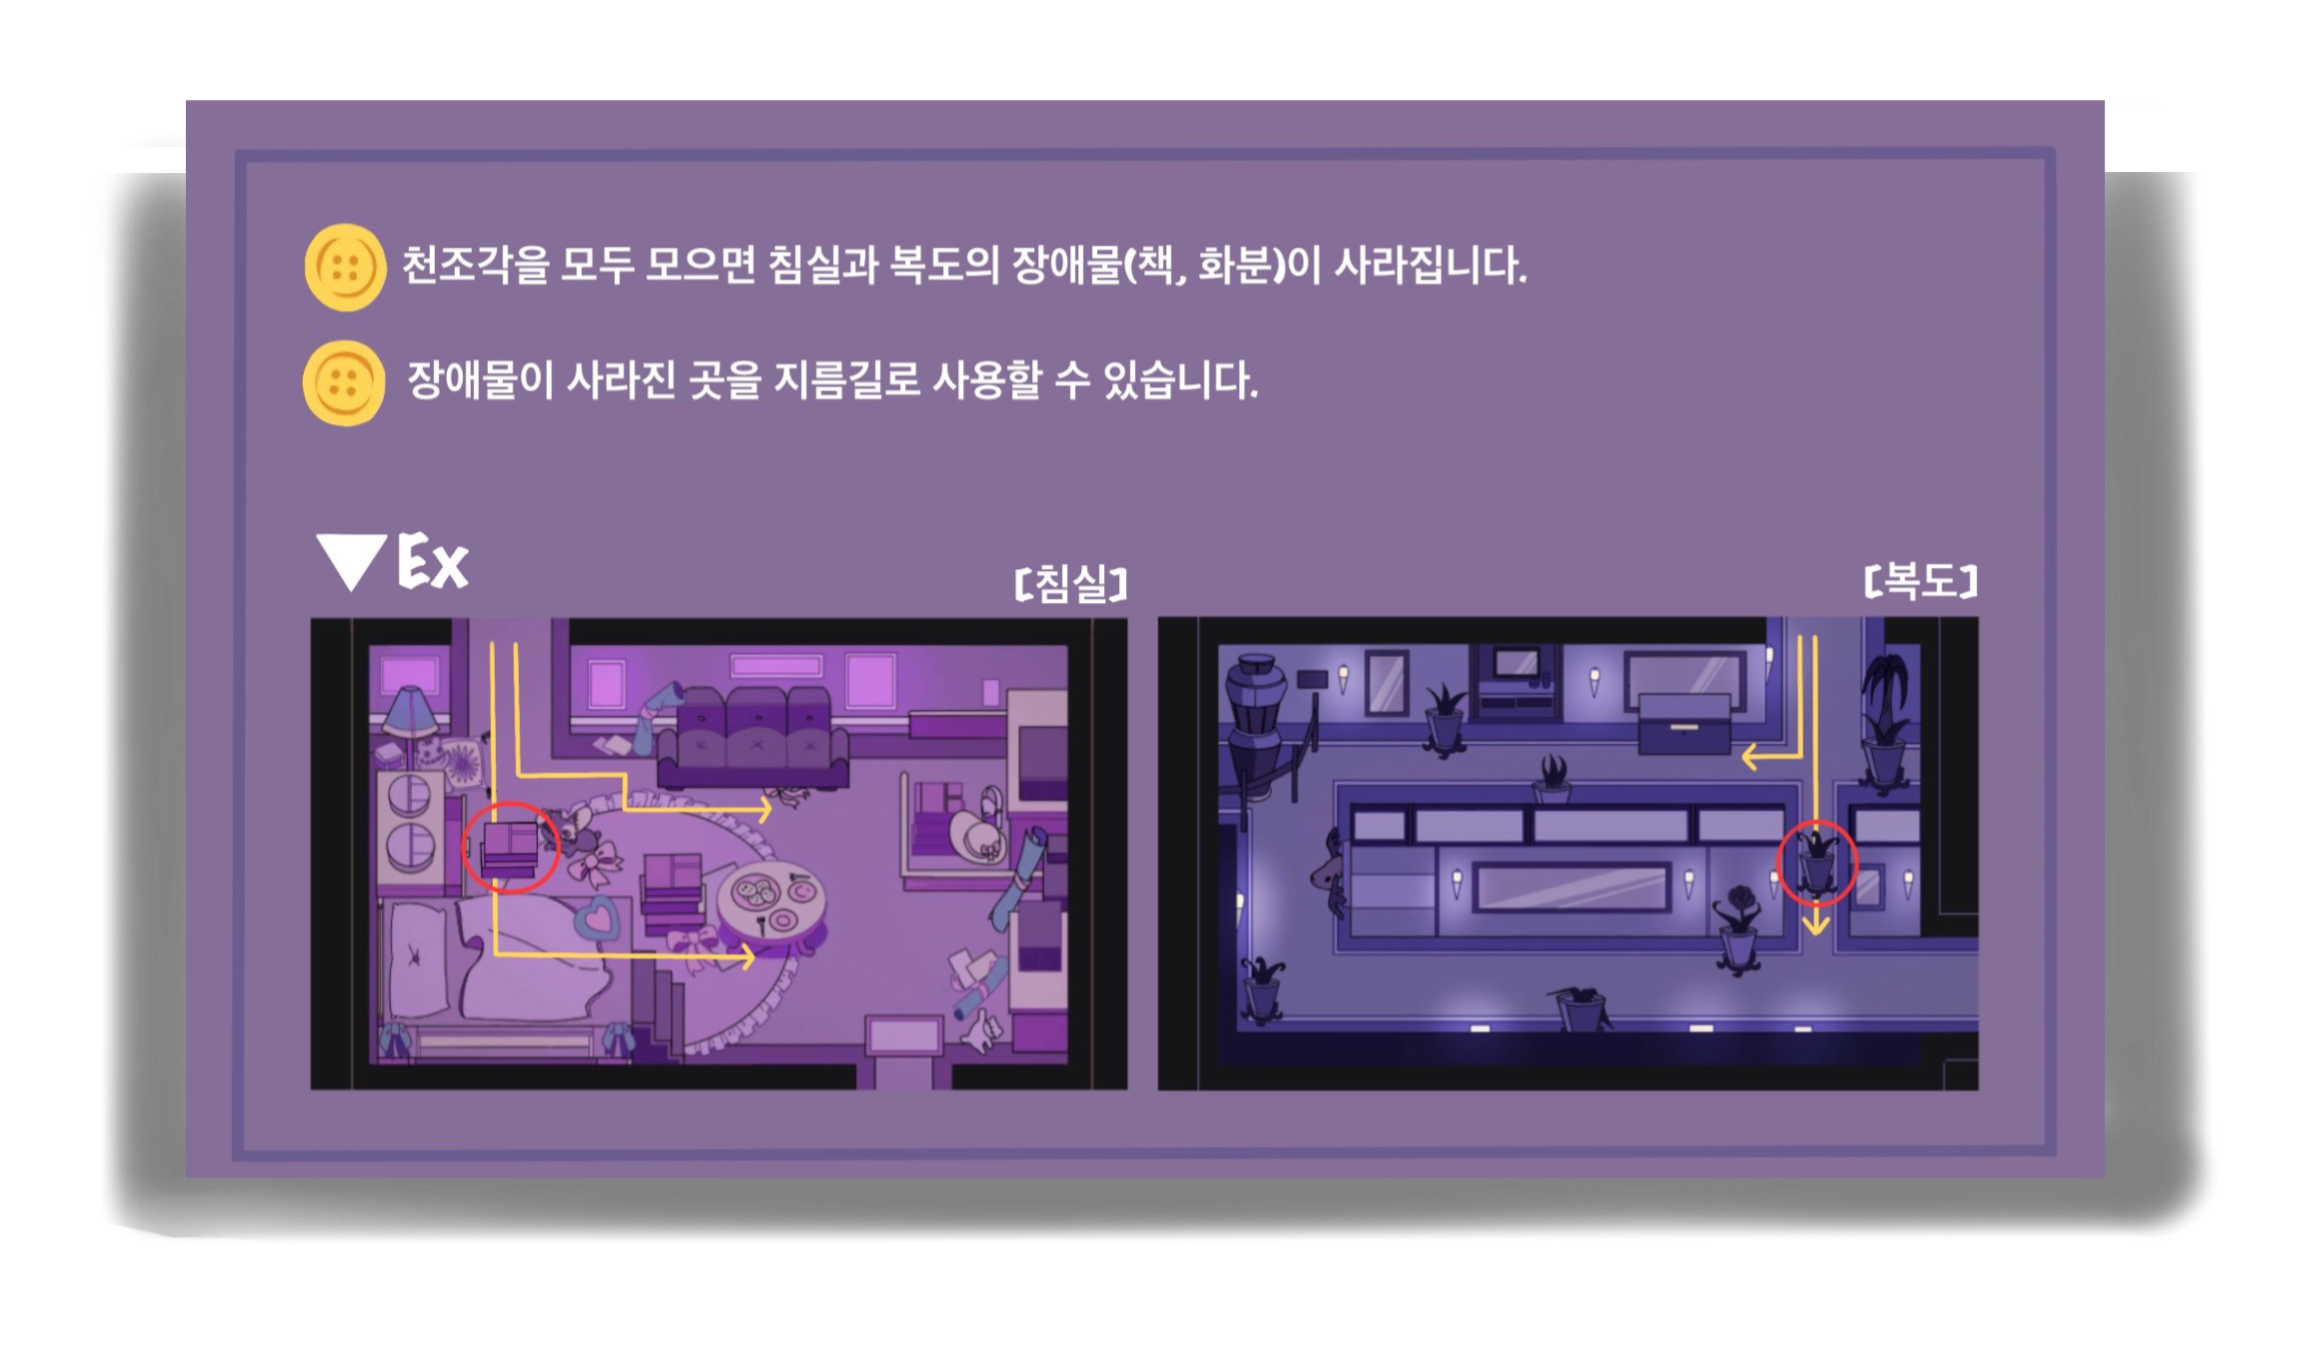 천조각을 모두 모으면 침실과 복도의 장애물(책, 화분)이 사라집니다.
장애물이 사라진 곳을 지름길로 사용할 수 있습니다.
▼Ex
[침실]
[복도]